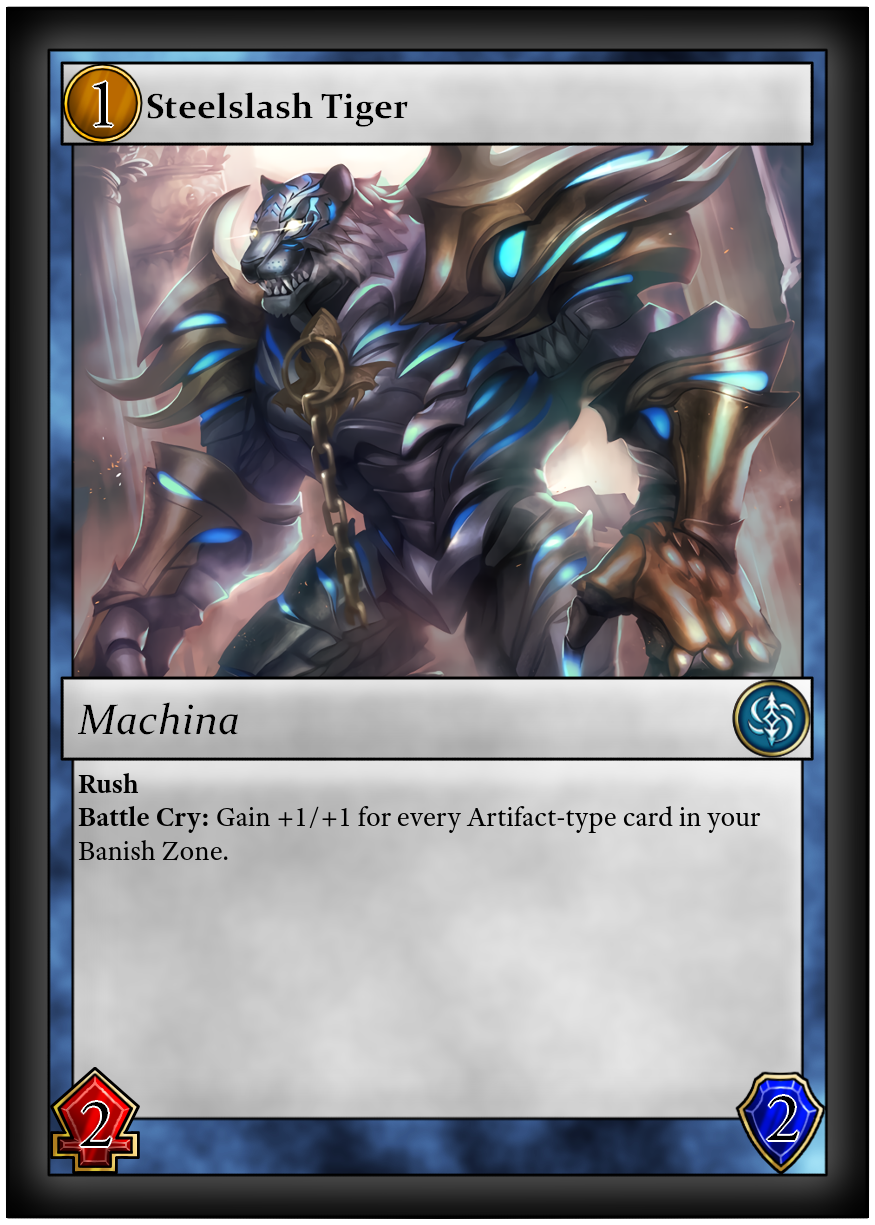 1
Steelslash Tiger
Machina
Rush
Battle Cry: Gain +1/+1 for every Artifact-type card in your
Banish Zone.
2
2